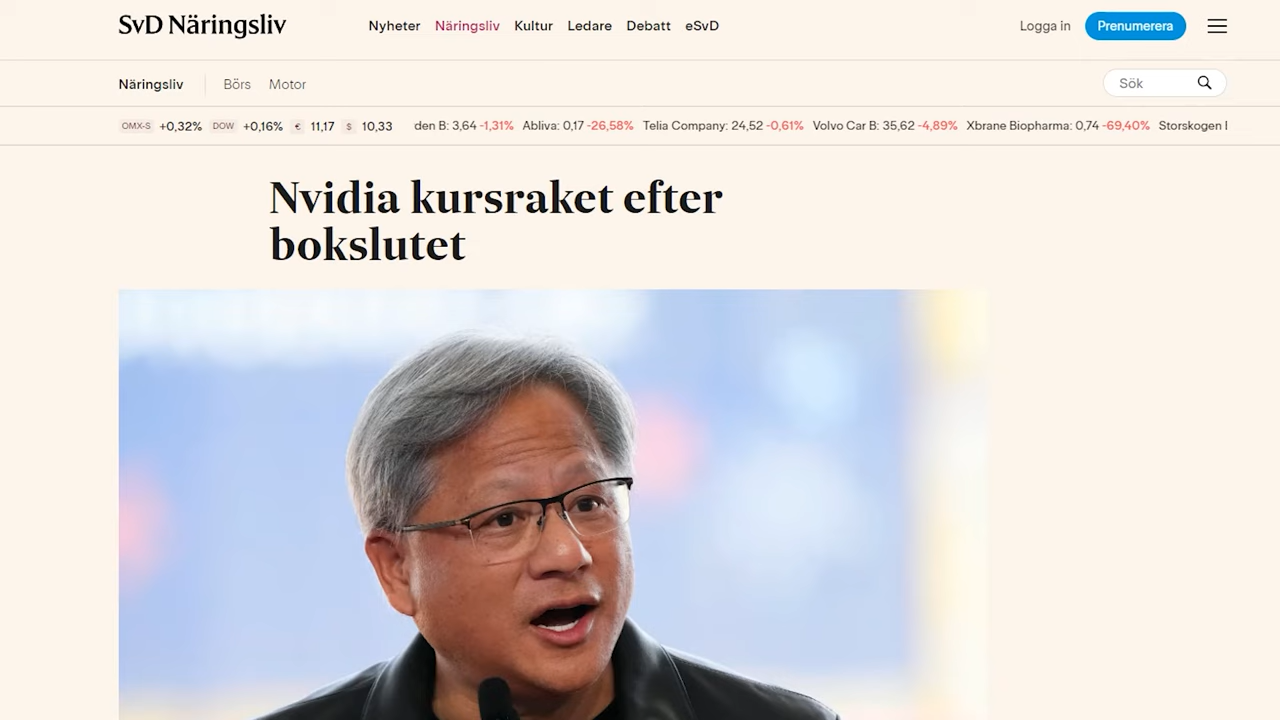 SvD Näringsliv Nyheter Näringsliv Kultur Ledare Debatt eSvD Logga in Prenumerera
Näringsliv Börs Motor Sök
OMX-S +0,32% DOW +0,16% € 11,17 $ 10,33 den B: 3,64 -1,31% Abliva: 0,17 -26,58% Telia Company: 24,52 -0,61% Volvo Car B: 35,62 -4,89% Xbrane Biopharma: 0,74 -69,40% Storskogen
Nvidia kursraket efter
bokslutet